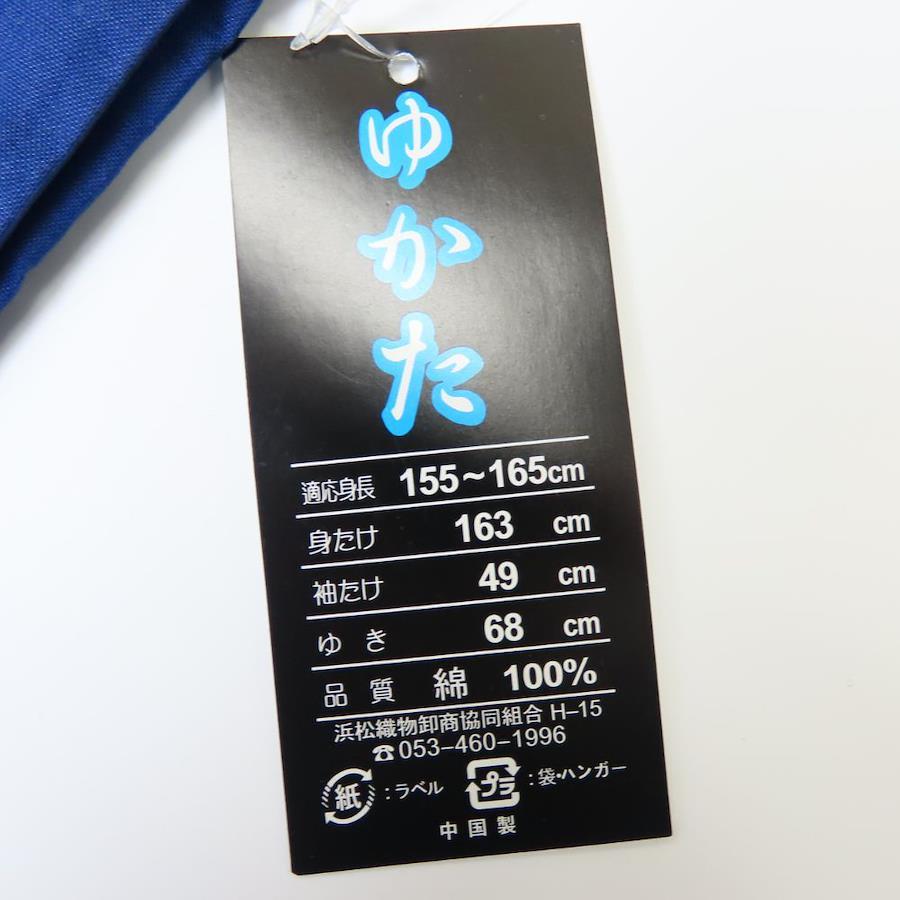 ゆかた
適応身長 155~165cm
身たけ 163 cm
袖たけ 49 cm
ゆき 68 cm
品質 綿 100%
浜松織物卸商協同組合 H-15
☎053-460-1996
紙 :ラベル プラ :袋・ハンガー
中国製